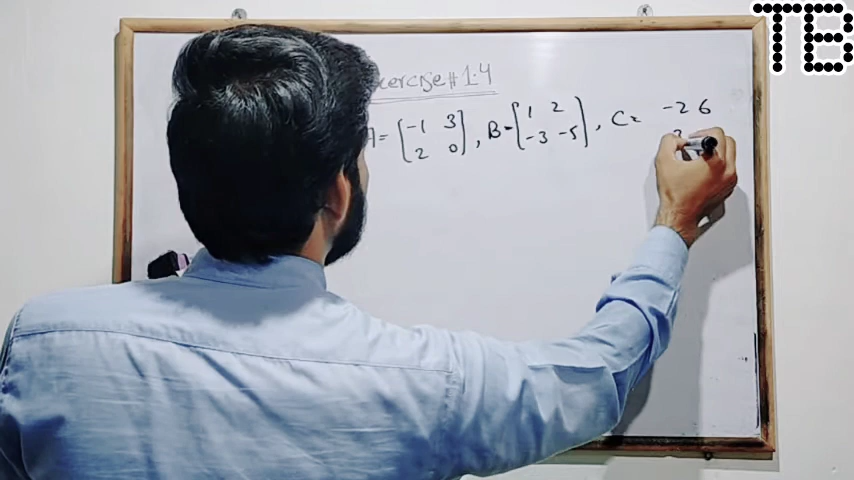 TB
xercise # 1.4
A = [-1 3], B = [1 2], C = -2 6
[2 0] [-3 -5]